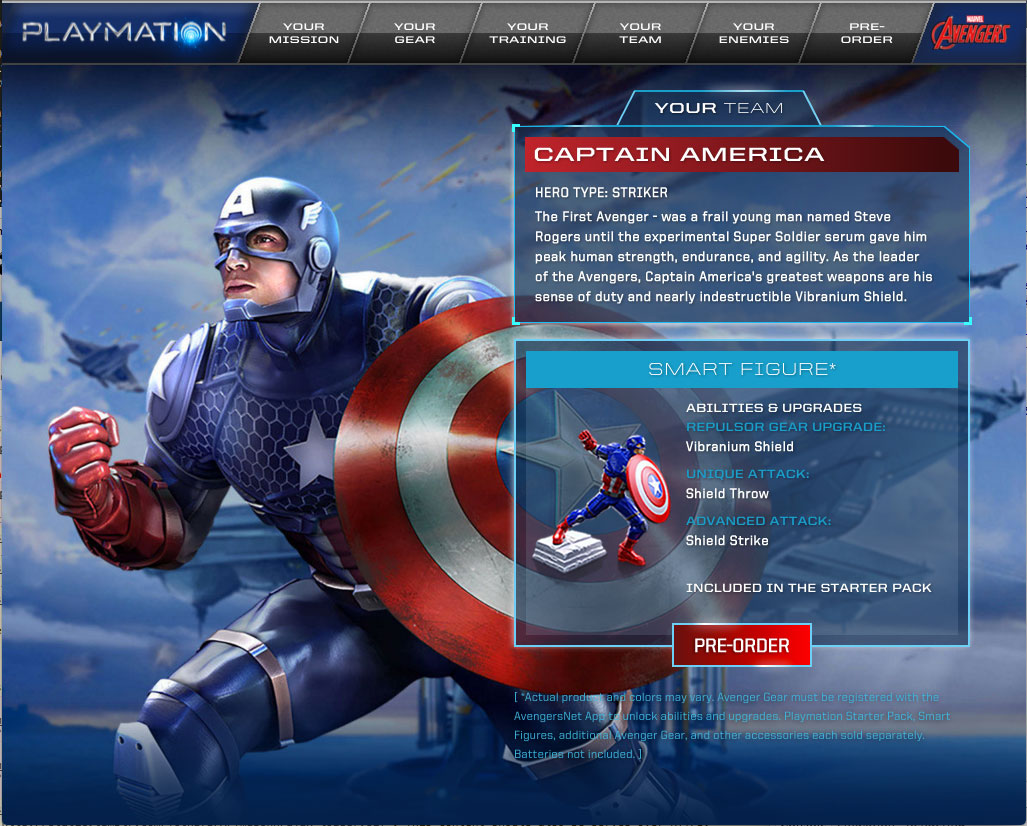 PLAYMATION
YOUR
MISSION
YOUR
GEAR
YOUR
TRAINING
YOUR
TEAM
YOUR
ENEMIES
PRE-
ORDER
MARVEL
AVENGERS
YOUR TEAM
CAPTAIN AMERICA
HERO TYPE: STRIKER
The First Avenger - was a frail young man named Steve
Rogers until the experimental Super Soldier serum gave him
peak human strength, endurance, and agility. As the leader
of the Avengers, Captain America's greatest weapons are his
sense of duty and nearly indestructible Vibranium Shield.
A
SMART FIGURE*
ABILITIES & UPGRADES
REPULSOR GEAR UPGRADE:
Vibranium Shield
UNIQUE ATTACK:
Shield Throw
ADVANCED ATTACK:
Shield Strike
INCLUDED IN THE STARTER PACK
PRE-ORDER
[ *Actual product and colors may vary. Avenger Gear must be registered with the
AvengersNet App to unlock abilities and upgrades. Playmation Starter Pack, Smart
Figures, additional Avenger Gear, and other accessories each sold separately.
Batteries not included. ]